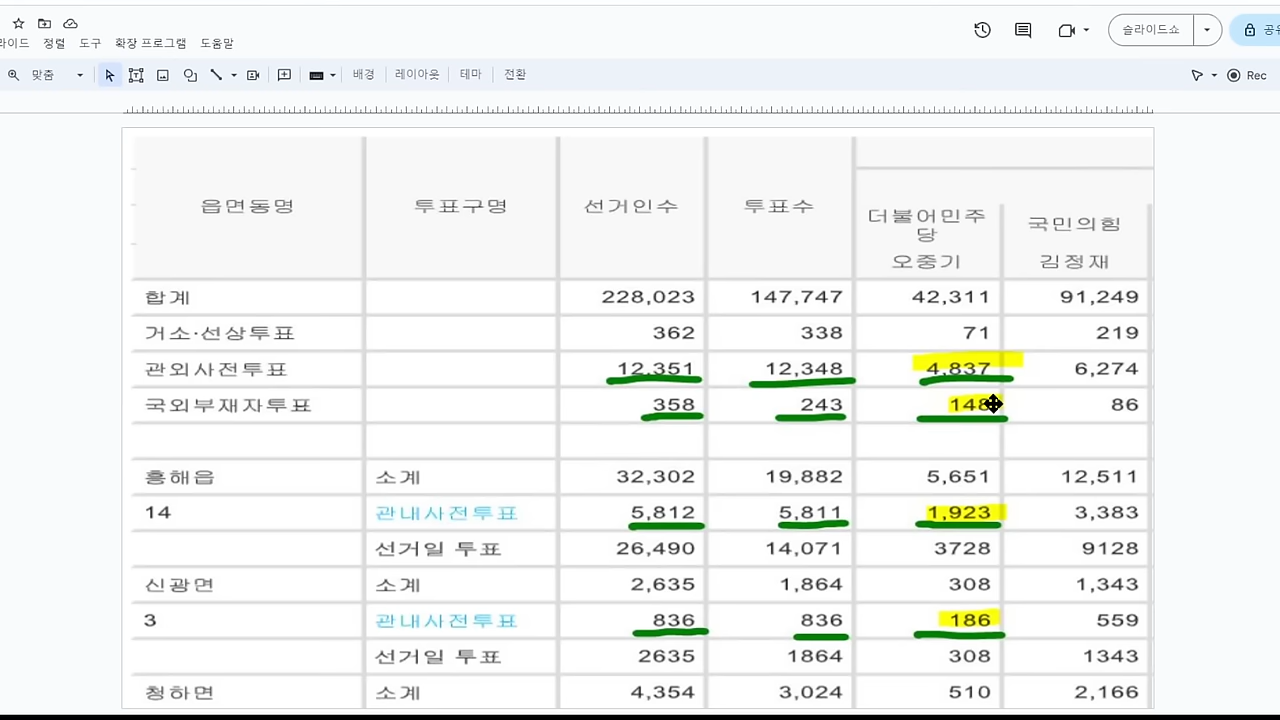 라이드 정렬 도구 확장 프로그램 도움말
슬라이드쇼
공유
맞춤 배경 레이아웃 테마 전환
Rec
읍면동명 투표구명 선거인수 투표수
더불어민주당 오중기
국민의힘 김정재
합계 228,023 147,747 42,311 91,249
거소·선상투표 362 338 71 219
관외사전투표 12,351 12,348 4,837 6,274
국외부재자투표 358 243 148 86
흥해읍 소계 32,302 19,882 5,651 12,511
14 관내사전투표 5,812 5,811 1,923 3,383
선거일 투표 26,490 14,071 3728 9128
신광면 소계 2,635 1,864 308 1,343
3 관내사전투표 836 836 186 559
선거일 투표 2635 1864 308 1343
청하면 소계 4,354 3,024 510 2,166